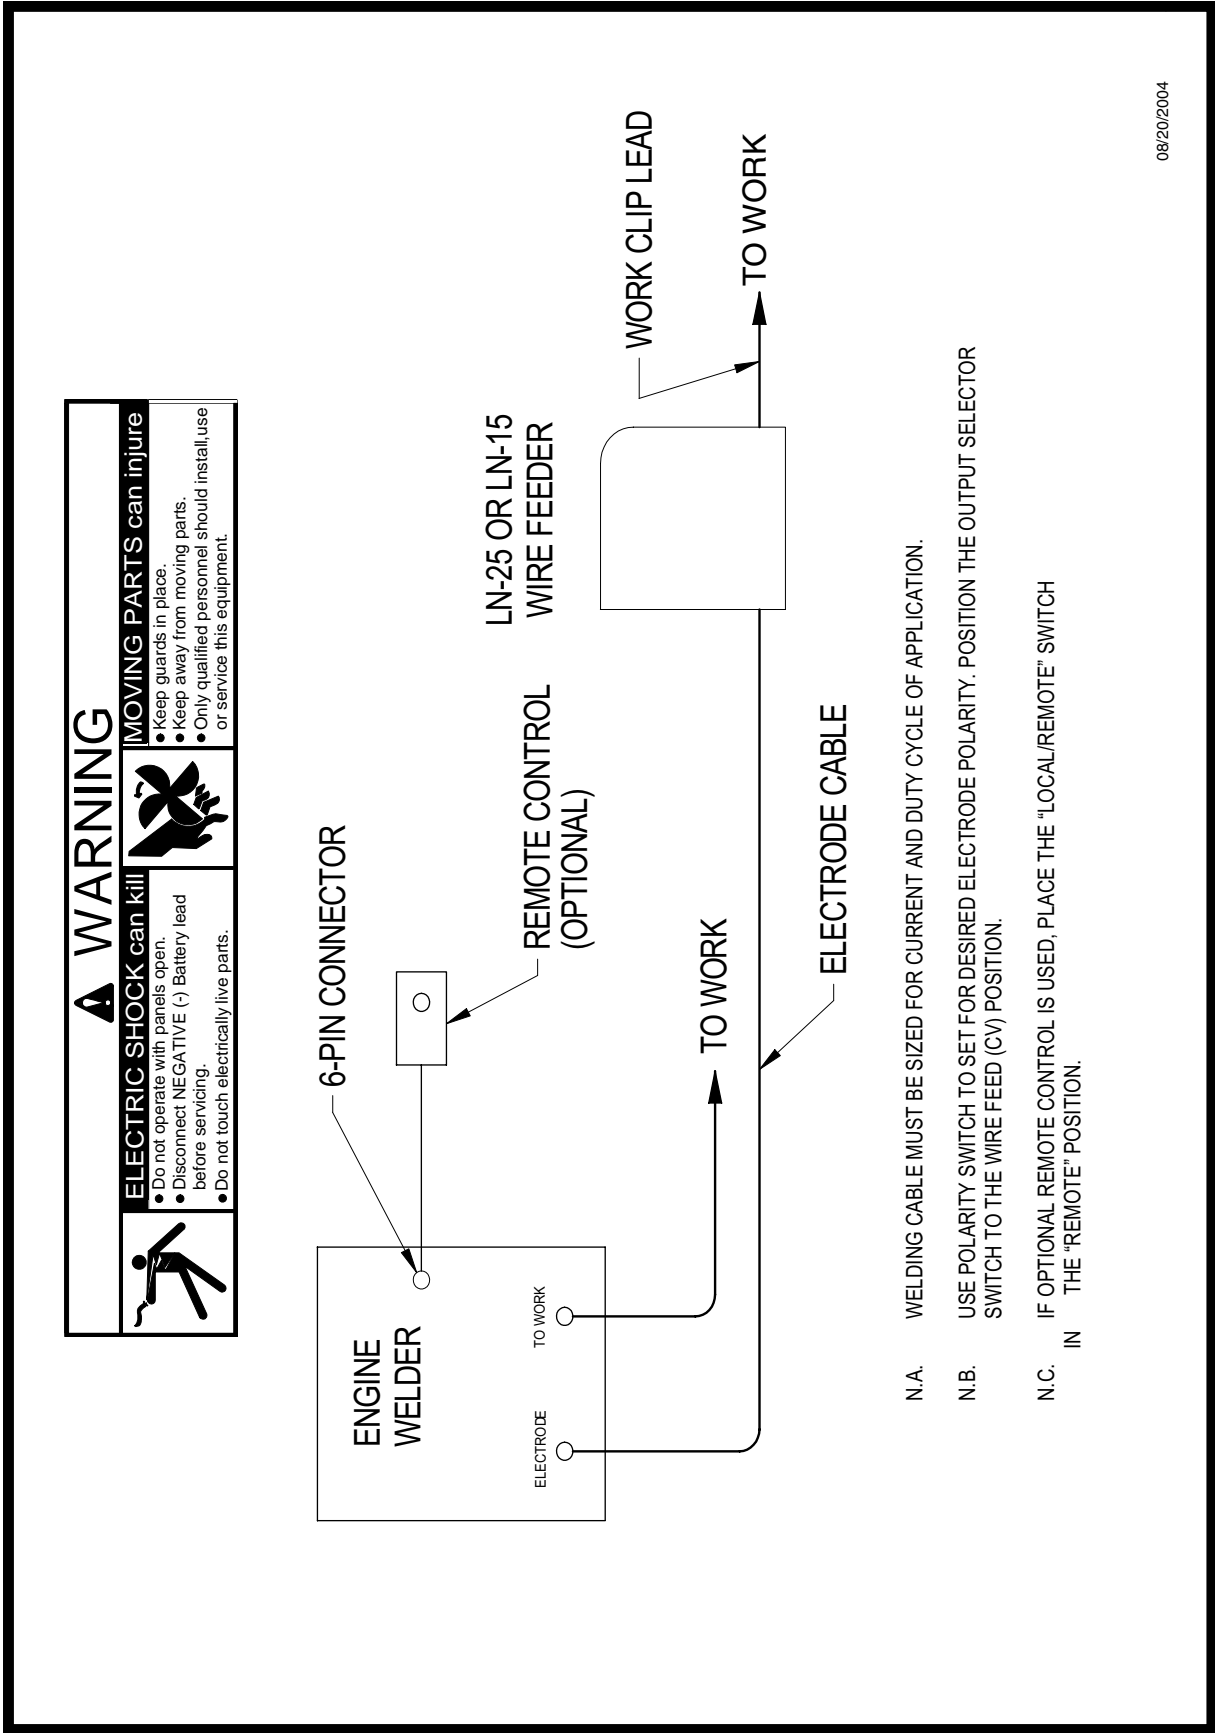 WARNING
ELECTRIC SHOCK can kill
● Do not operate with panels open.
● Disconnect NEGATIVE (-) Battery lead
before servicing.
● Do not touch electrically live parts.
MOVING PARTS can injure
● Keep guards in place.
● Keep away from moving parts.
● Only qualified personnel should install,use
or service this equipment.
6-PIN CONNECTOR
REMOTE CONTROL
(OPTIONAL)
LN-25 OR LN-15
WIRE FEEDER
WORK CLIP LEAD
TO WORK
ENGINE
WELDER
ELECTRODE
TO WORK
TO WORK
ELECTRODE CABLE
N.A. WELDING CABLE MUST BE SIZED FOR CURRENT AND DUTY CYCLE OF APPLICATION.
N.B. USE POLARITY SWITCH TO SET FOR DESIRED ELECTRODE POLARITY. POSITION THE OUTPUT SELECTOR
SWITCH TO THE WIRE FEED (CV) POSITION.
N.C. IF OPTIONAL REMOTE CONTROL IS USED, PLACE THE “LOCAL/REMOTE” SWITCH
IN THE “REMOTE” POSITION.
08/20/2004